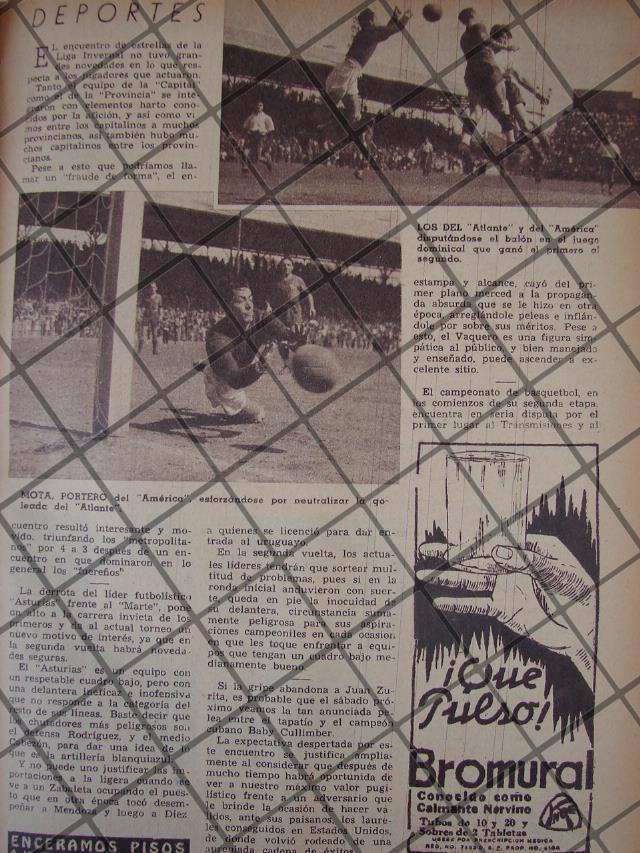 DEPORTES
EL encuentro de estrellas de la
Liga Invernal no tuvo gran-
des novedades en lo que res-
pecta a los jugadores que actuaron.
Tanto el equipo de la "Capital"
como el de la "Provincia" se inte-
graron con elementos harto cono-
cidos por la afición, y así como vi-
mos entre los capitalinos a muchos
provincianos, así también hubo mu-
chos capitalinos entre los provin-
cianos.
Pese a esto que podríamos lla-
mar un "fraude de forma", el en-
MOTA, PORTERO del "América", esforzándose por neutralizar la go-
leada del "Atlante".
cuentro resultó interesante y mo-
vido, triunfando los "metropolita-
nos" por 4 a 3 después de un en-
cuentro en que dominaron en lo
general los "fuereños"
La derrota del líder futbolístico
"Asturias" frente al "Marte", pone
un alto a la carrera invicta de los
primeros y da al actual torneo un
nuevo motivo de interés, ya que en
la segunda vuelta habrá noveda-
des seguras.
El "Asturias" es un equipo con
un respetable cuadro bajo, pero con
una delantera ineficaz e inofensiva
que no responde a la categoría del
resto de sus líneas. Baste decir que
los chutadores más peligrosos son
el defensa Rodríguez, y el medio
Cabezón, para dar una idea de lo
que es la artillería blanquiazul.
Y no puede uno justificar las im-
portaciones a la ligera cuando se
ve a un Zabaleta ocupando el pues-
to que en otra época tocó desem-
peñar a Mendoza y luego a Diez
ENCERAMOS PISOS
a quienes se licenció para dar en-
trada al uruguayo.
En la segunda vuelta, los actua-
les líderes tendrán que sortear mul-
titud de problemas, pues si en la
ronda inicial anduvieron con suer-
te, queda en pie la inocuidad de
su delantera, circunstancia suma-
mente peligrosa para sus aspira-
ciones campeoniles en cada ocasión
en que les toque enfrentar a equi-
pos que tengan un cuadro bajo me-
dianamente bueno.
Si la gripe abandona a Juan Zu-
rita, es probable que el sábado pró-
ximo veamos la tan anunciada pe-
lea entre el tapatío y el campeón
cubano Baby Cullimber.
La expectativa despertada por es-
te encuentro se justifica amplia-
mente al considerar que después de
mucho tiempo habrá oportunidad de
ver a nuestro máximo valor pugi-
lístico frente a un adversario que
le brinde la ocasión de hacer vá-
lidos, ante sus paisanos, los laure-
les conseguidos en Estados Unidos,
de donde volvió rodeado de una
aureolada cadena de éxitos.
LOS DEL "Atlante" y del "América"
disputándose el balón en el juego
dominical que ganó el primero al
segundo.
estampa y alcance, cayó del pri-
mer plano merced a la propagan-
da absurda que se le hizo en otra
época arreglándole peleas e inflán-
dole por sobre sus méritos. Pese a
esto, el Vaquero es una figura sim-
pática al público, y bien manejado
y enseñado, puede ascender a ex-
celente sitio.
El campeonato de basquetbol, en
los comienzos de su segunda etapa,
encuentra en seria disputa por el
primer lugar al Transmisiones y al
¡Que
Pulso!
Bromural
Conocido como
Calmante Nervino
Tubos de 10 y 20 y
Sobres de 2 Tabletas
USESE POR PRESCRIPCION MEDICA